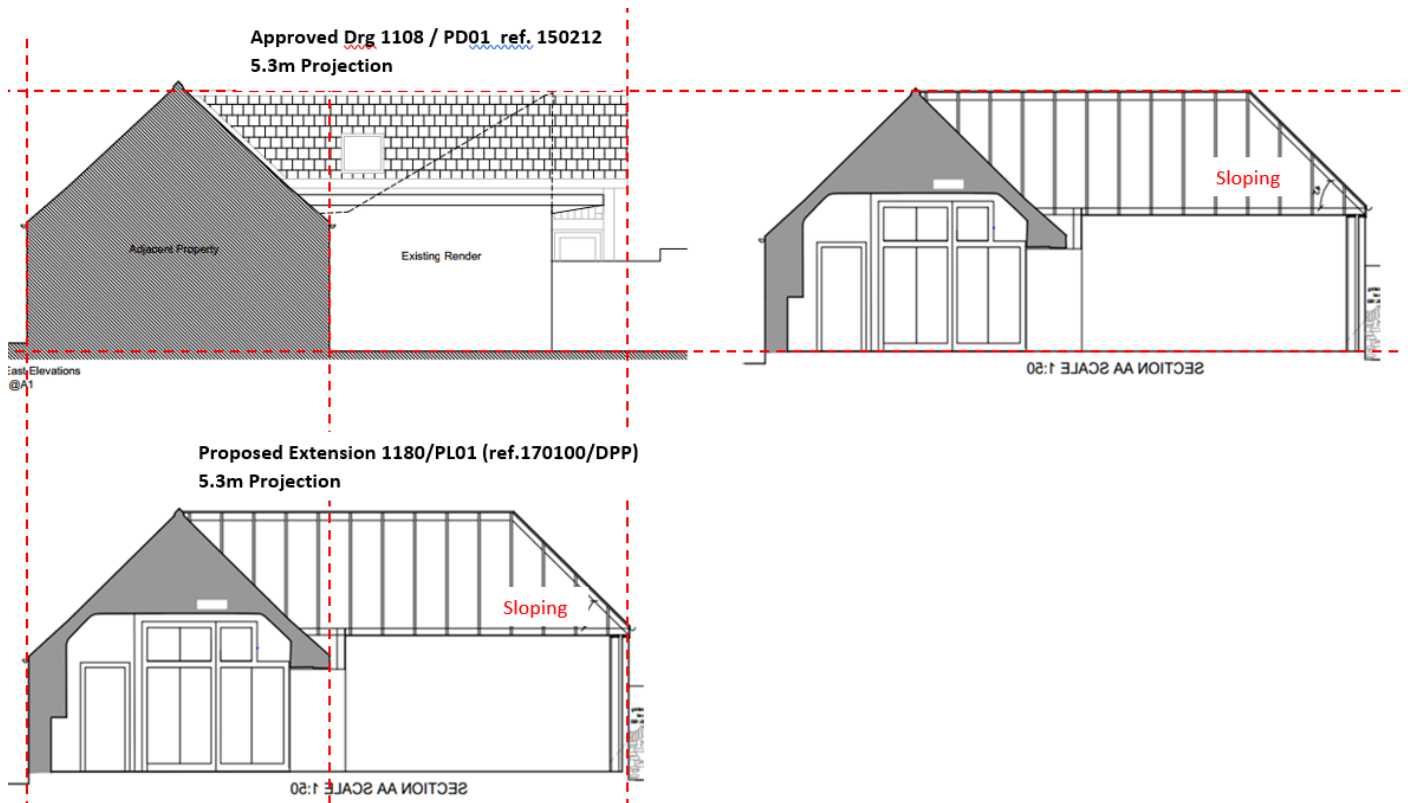 Approved Drg 1108 / PD01 ref. 150212
5.3m Projection
Adjacent Property
Existing Render
East Elevations
@A1
Sloping
SECTION AA SCALE 1:50
Proposed Extension 1180/PL01 (ref.170100/DPP)
5.3m Projection
Sloping
SECTION AA SCALE 1:50